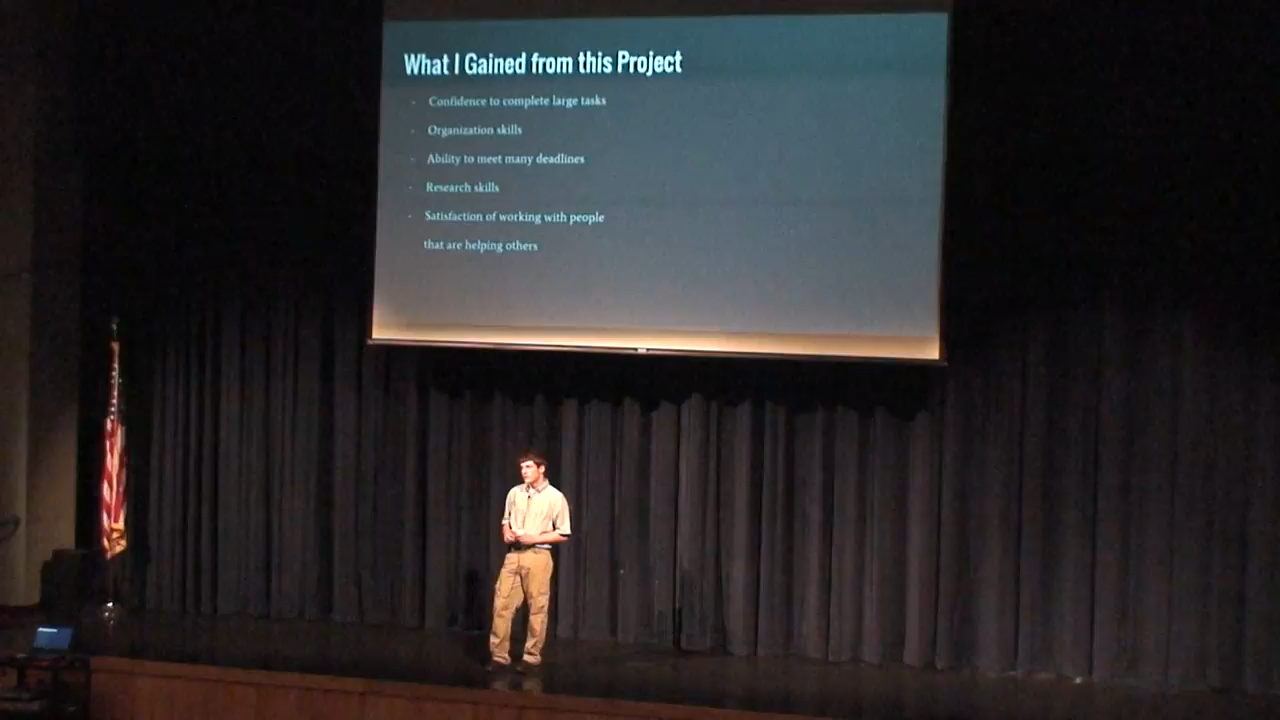 What I Gained from this Project
- Confidence to complete large tasks
- Organization skills
- Ability to meet many deadlines
- Research skills
- Satisfaction of working with people
that are helping others